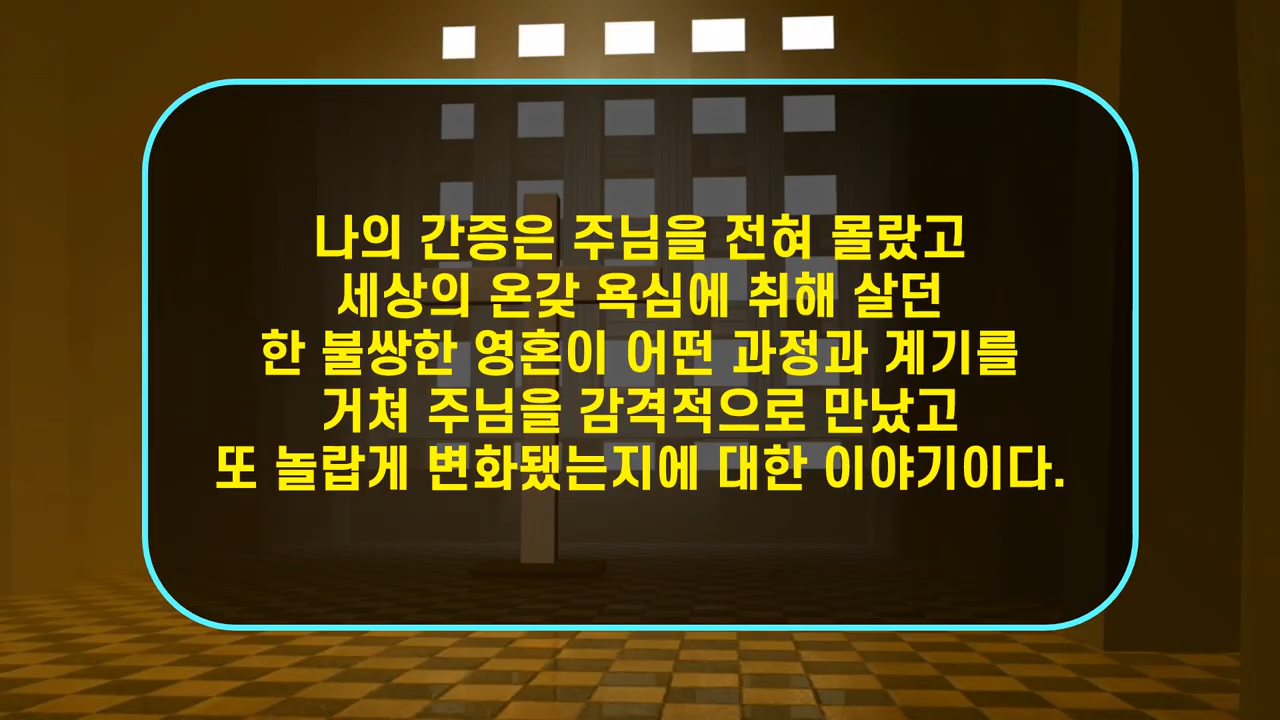 나의 간증은 주님을 전혀 몰랐고
세상의 온갖 욕심에 취해 살던
한 불쌍한 영혼이 어떤 과정과 계기를
거쳐 주님을 감격적으로 만났고
또 놀랍게 변화됐는지에 대한 이야기이다.